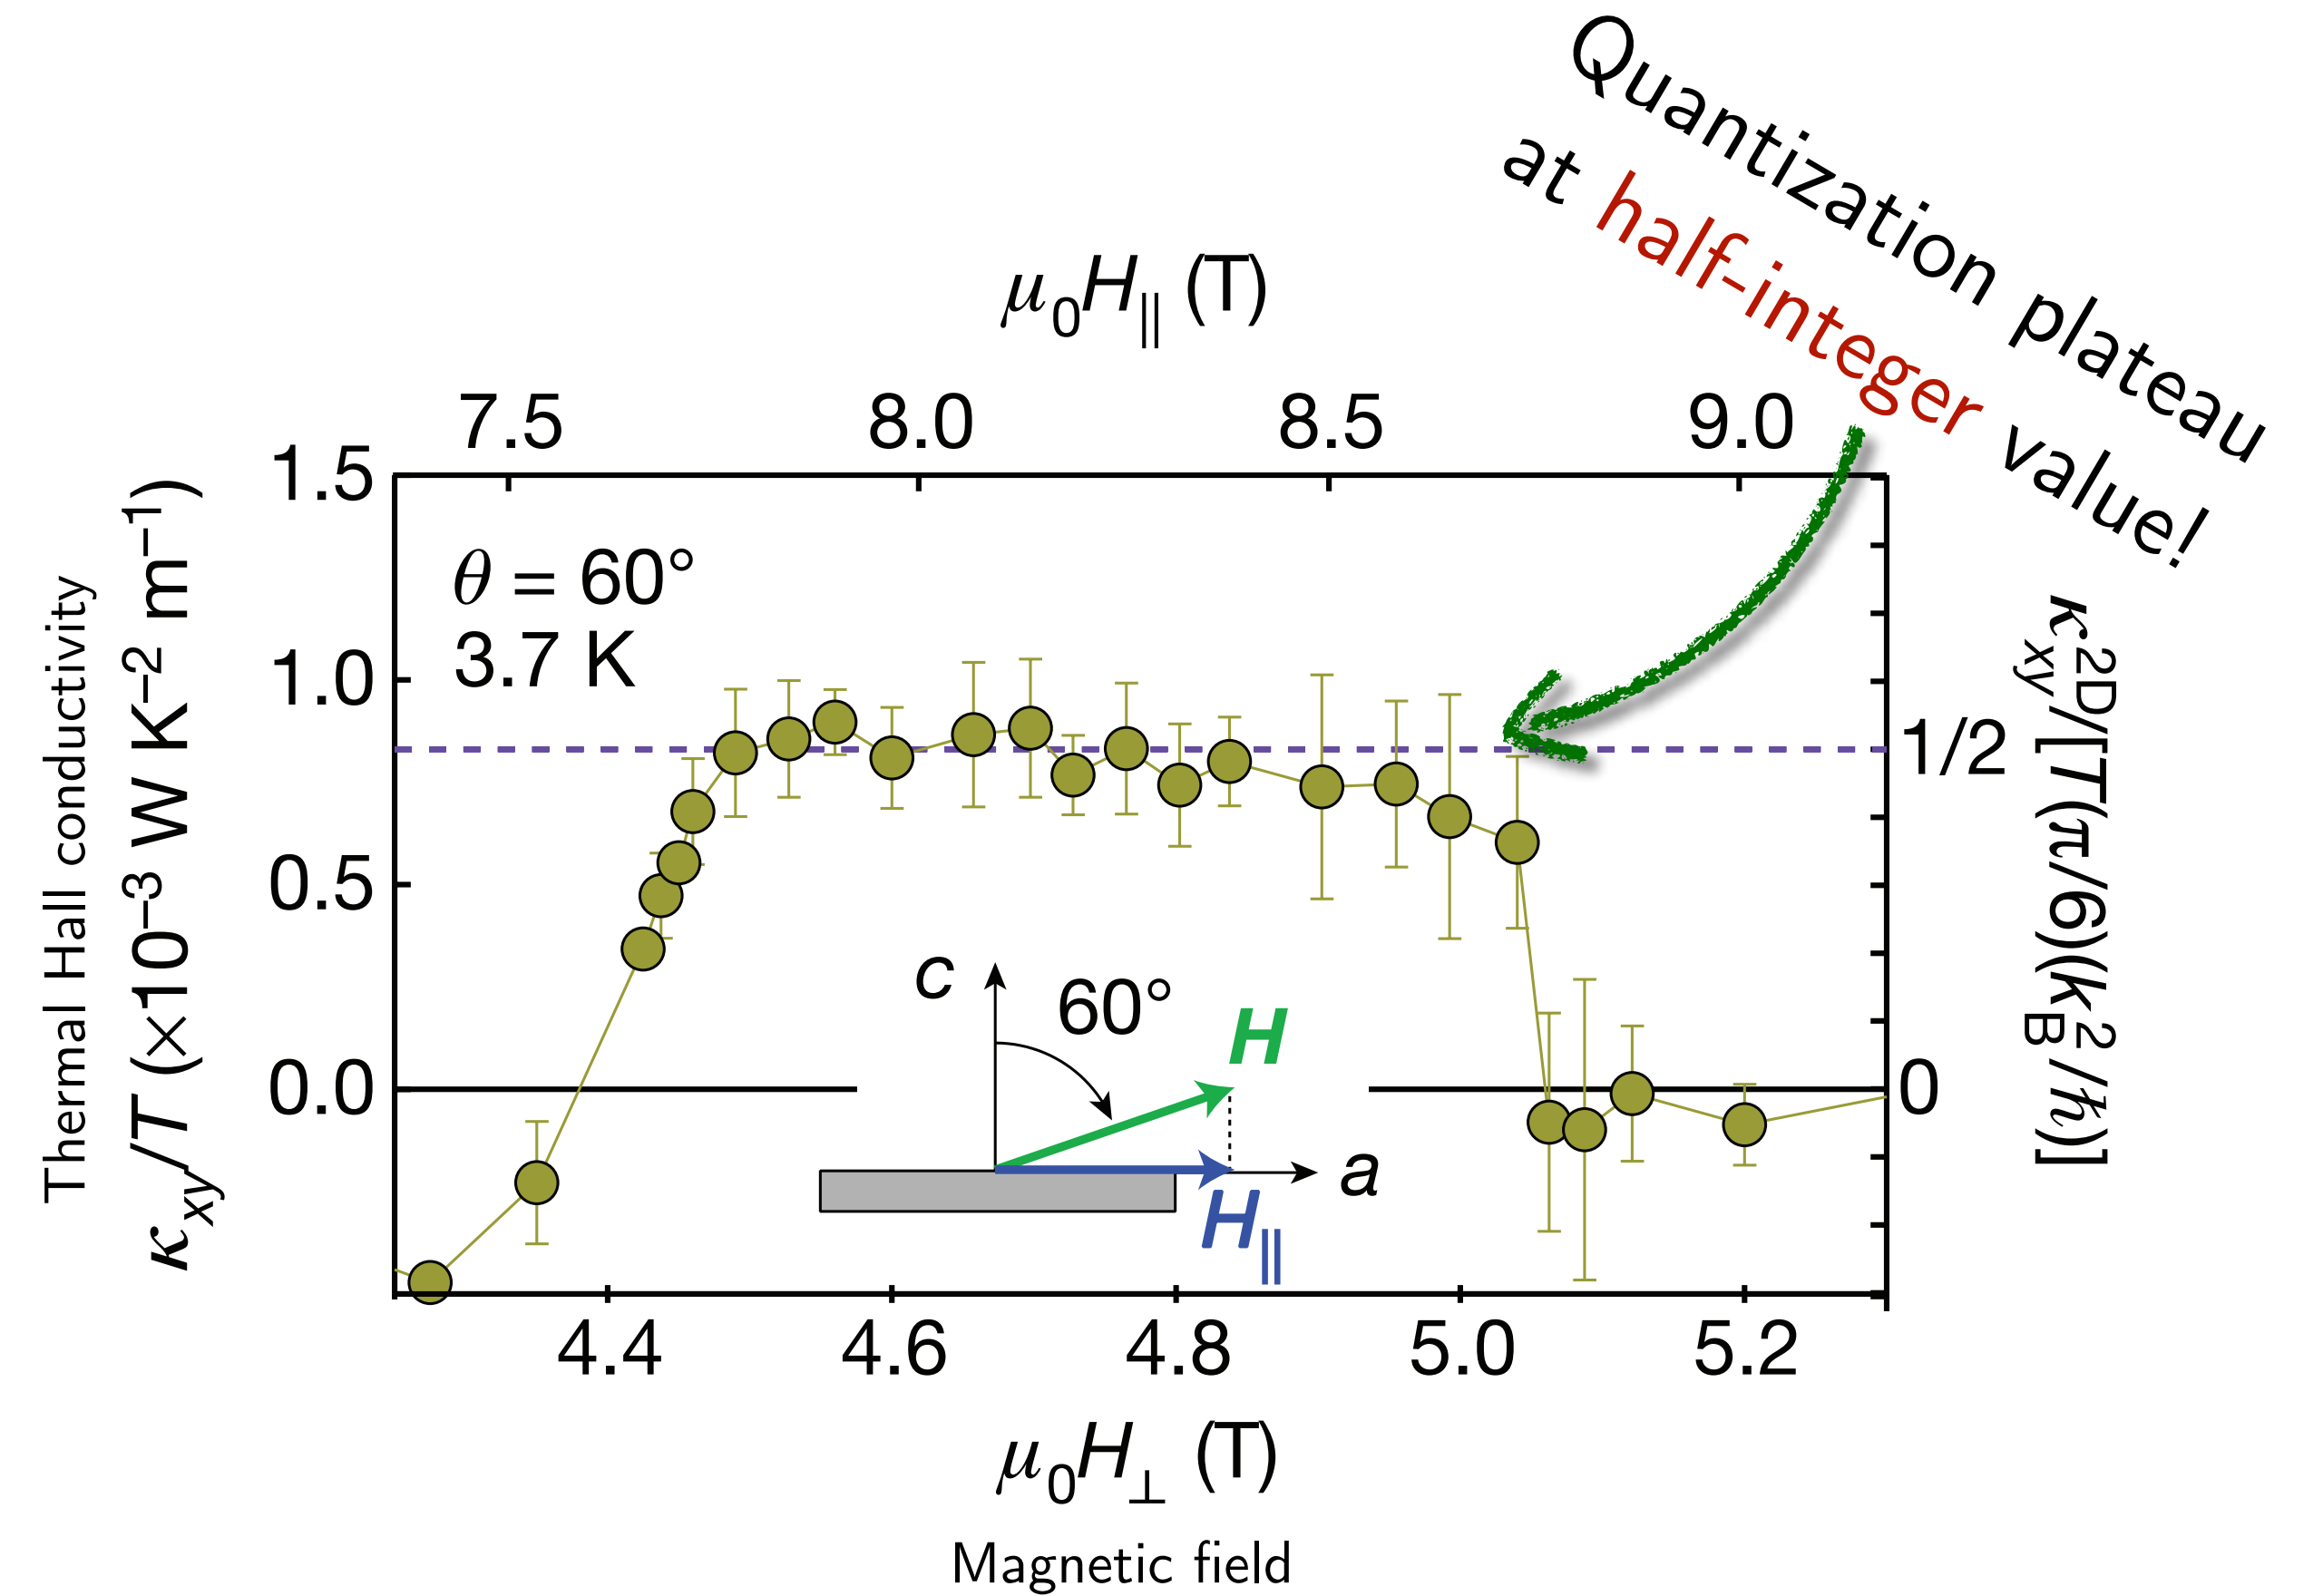 Quantization plateau
at half-integer value!
μ₀H∥ (T)
7.5 8.0 8.5 9.0
Thermal Hall conductivity
κxy/T (×10⁻³ W K⁻² m⁻¹)
1.5
1.0
0.5
0.0
θ = 60°
3.7 K
1/2
0
κxy²ᴰ/[T(π/6)(kB²/ℏ)]
c
60°
H
a
H∥
4.4 4.6 4.8 5.0 5.2
μ₀H⊥ (T)
Magnetic field